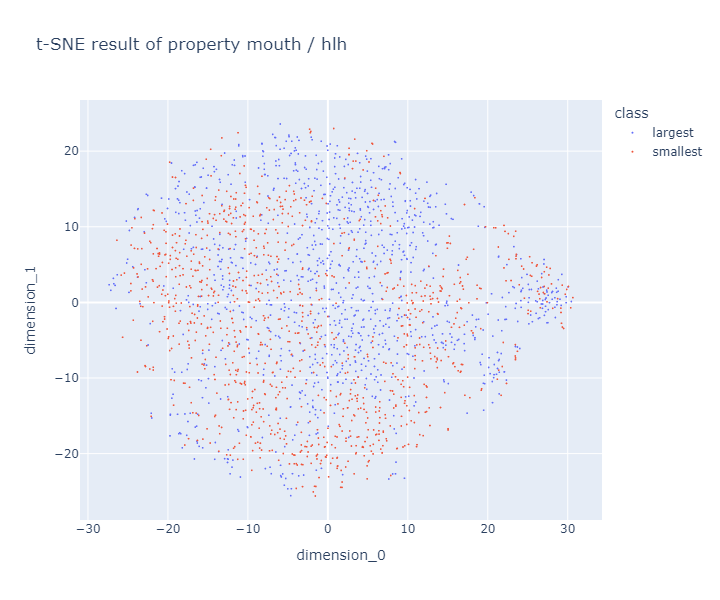 t-SNE result of property mouth / hlh
class
largest
smallest
20
10
0
−10
−20
−30
−20
−10
0
10
20
30
dimension_0
dimension_1